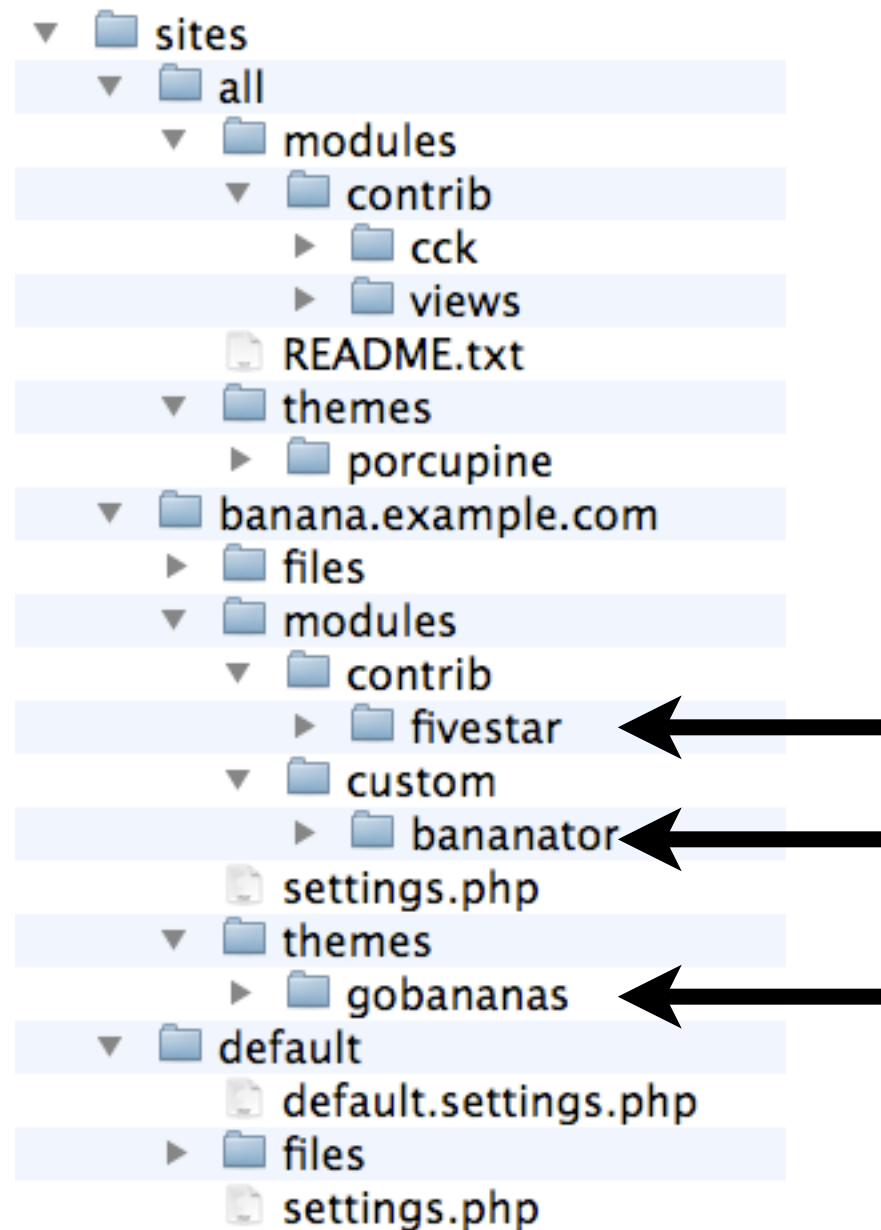 sites
all
modules
contrib
cck
views
README.txt
themes
porcupine
banana.example.com
files
modules
contrib
fivestar
custom
bananator
settings.php
themes
gobananas
default
default.settings.php
files
settings.php